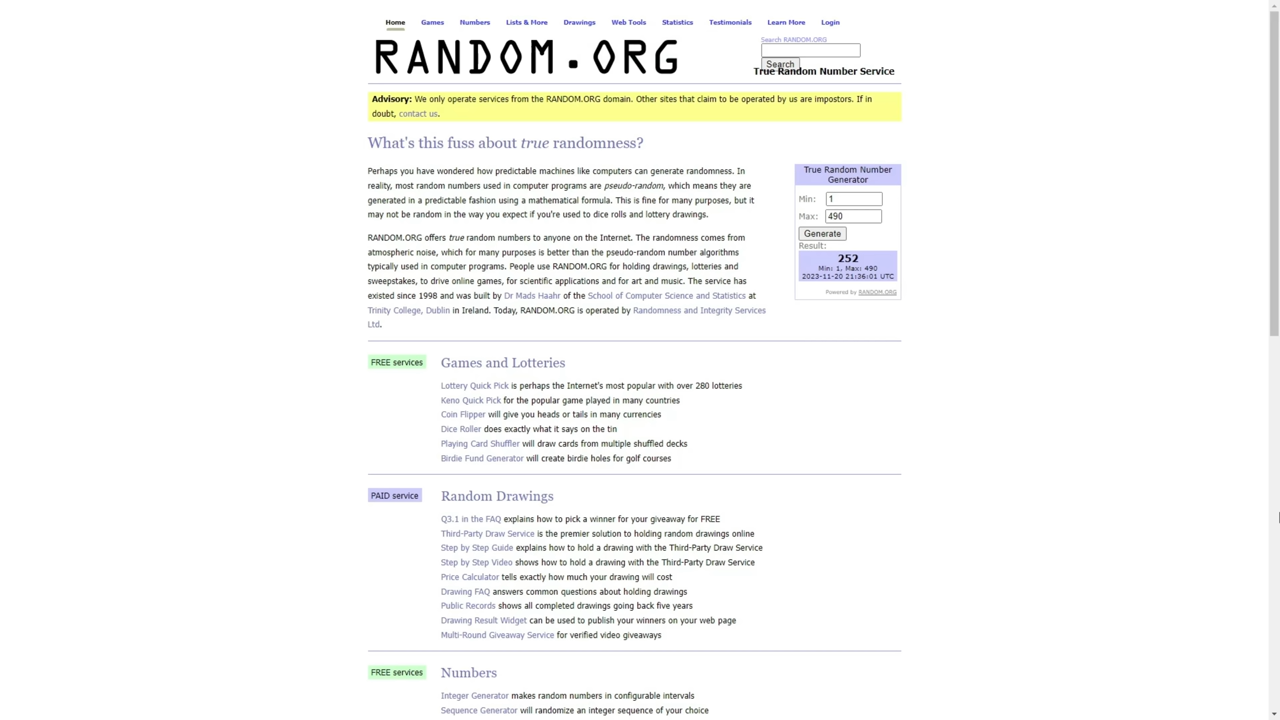 Home Games Numbers Lists & More Drawings Web Tools Statistics Testimonials Learn More Login
RANDOM.ORG
Search RANDOM.ORG
Search
True Random Number Service
Advisory: We only operate services from the RANDOM.ORG domain. Other sites that claim to be operated by us are impostors. If in
doubt, contact us.
What's this fuss about true randomness?
Perhaps you have wondered how predictable machines like computers can generate randomness. In
reality, most random numbers used in computer programs are pseudo-random, which means they are
generated in a predictable fashion using a mathematical formula. This is fine for many purposes, but it
may not be random in the way you expect if you're used to dice rolls and lottery drawings.
RANDOM.ORG offers true random numbers to anyone on the Internet. The randomness comes from
atmospheric noise, which for many purposes is better than the pseudo-random number algorithms
typically used in computer programs. People use RANDOM.ORG for holding drawings, lotteries and
sweepstakes, to drive online games, for scientific applications and for art and music. The service has
existed since 1998 and was built by Dr Mads Haahr of the School of Computer Science and Statistics at
Trinity College, Dublin in Ireland. Today, RANDOM.ORG is operated by Randomness and Integrity Services
Ltd.
True Random Number
Generator
Min: 1
Max: 490
Generate
Result:
252
Min: 1, Max: 490
2023-11-20 21:36:01 UTC
Powered by RANDOM.ORG
FREE services
Games and Lotteries
Lottery Quick Pick is perhaps the Internet's most popular with over 280 lotteries
Keno Quick Pick for the popular game played in many countries
Coin Flipper will give you heads or tails in many currencies
Dice Roller does exactly what it says on the tin
Playing Card Shuffler will draw cards from multiple shuffled decks
Birdie Fund Generator will create birdie holes for golf courses
PAID service
Random Drawings
Q3.1 in the FAQ explains how to pick a winner for your giveaway for FREE
Third-Party Draw Service is the premier solution to holding random drawings online
Step by Step Guide explains how to hold a drawing with the Third-Party Draw Service
Step by Step Video shows how to hold a drawing with the Third-Party Draw Service
Price Calculator tells exactly how much your drawing will cost
Drawing FAQ answers common questions about holding drawings
Public Records shows all completed drawings going back five years
Drawing Result Widget can be used to publish your winners on your web page
Multi-Round Giveaway Service for verified video giveaways
FREE services
Numbers
Integer Generator makes random numbers in configurable intervals
Sequence Generator will randomize an integer sequence of your choice